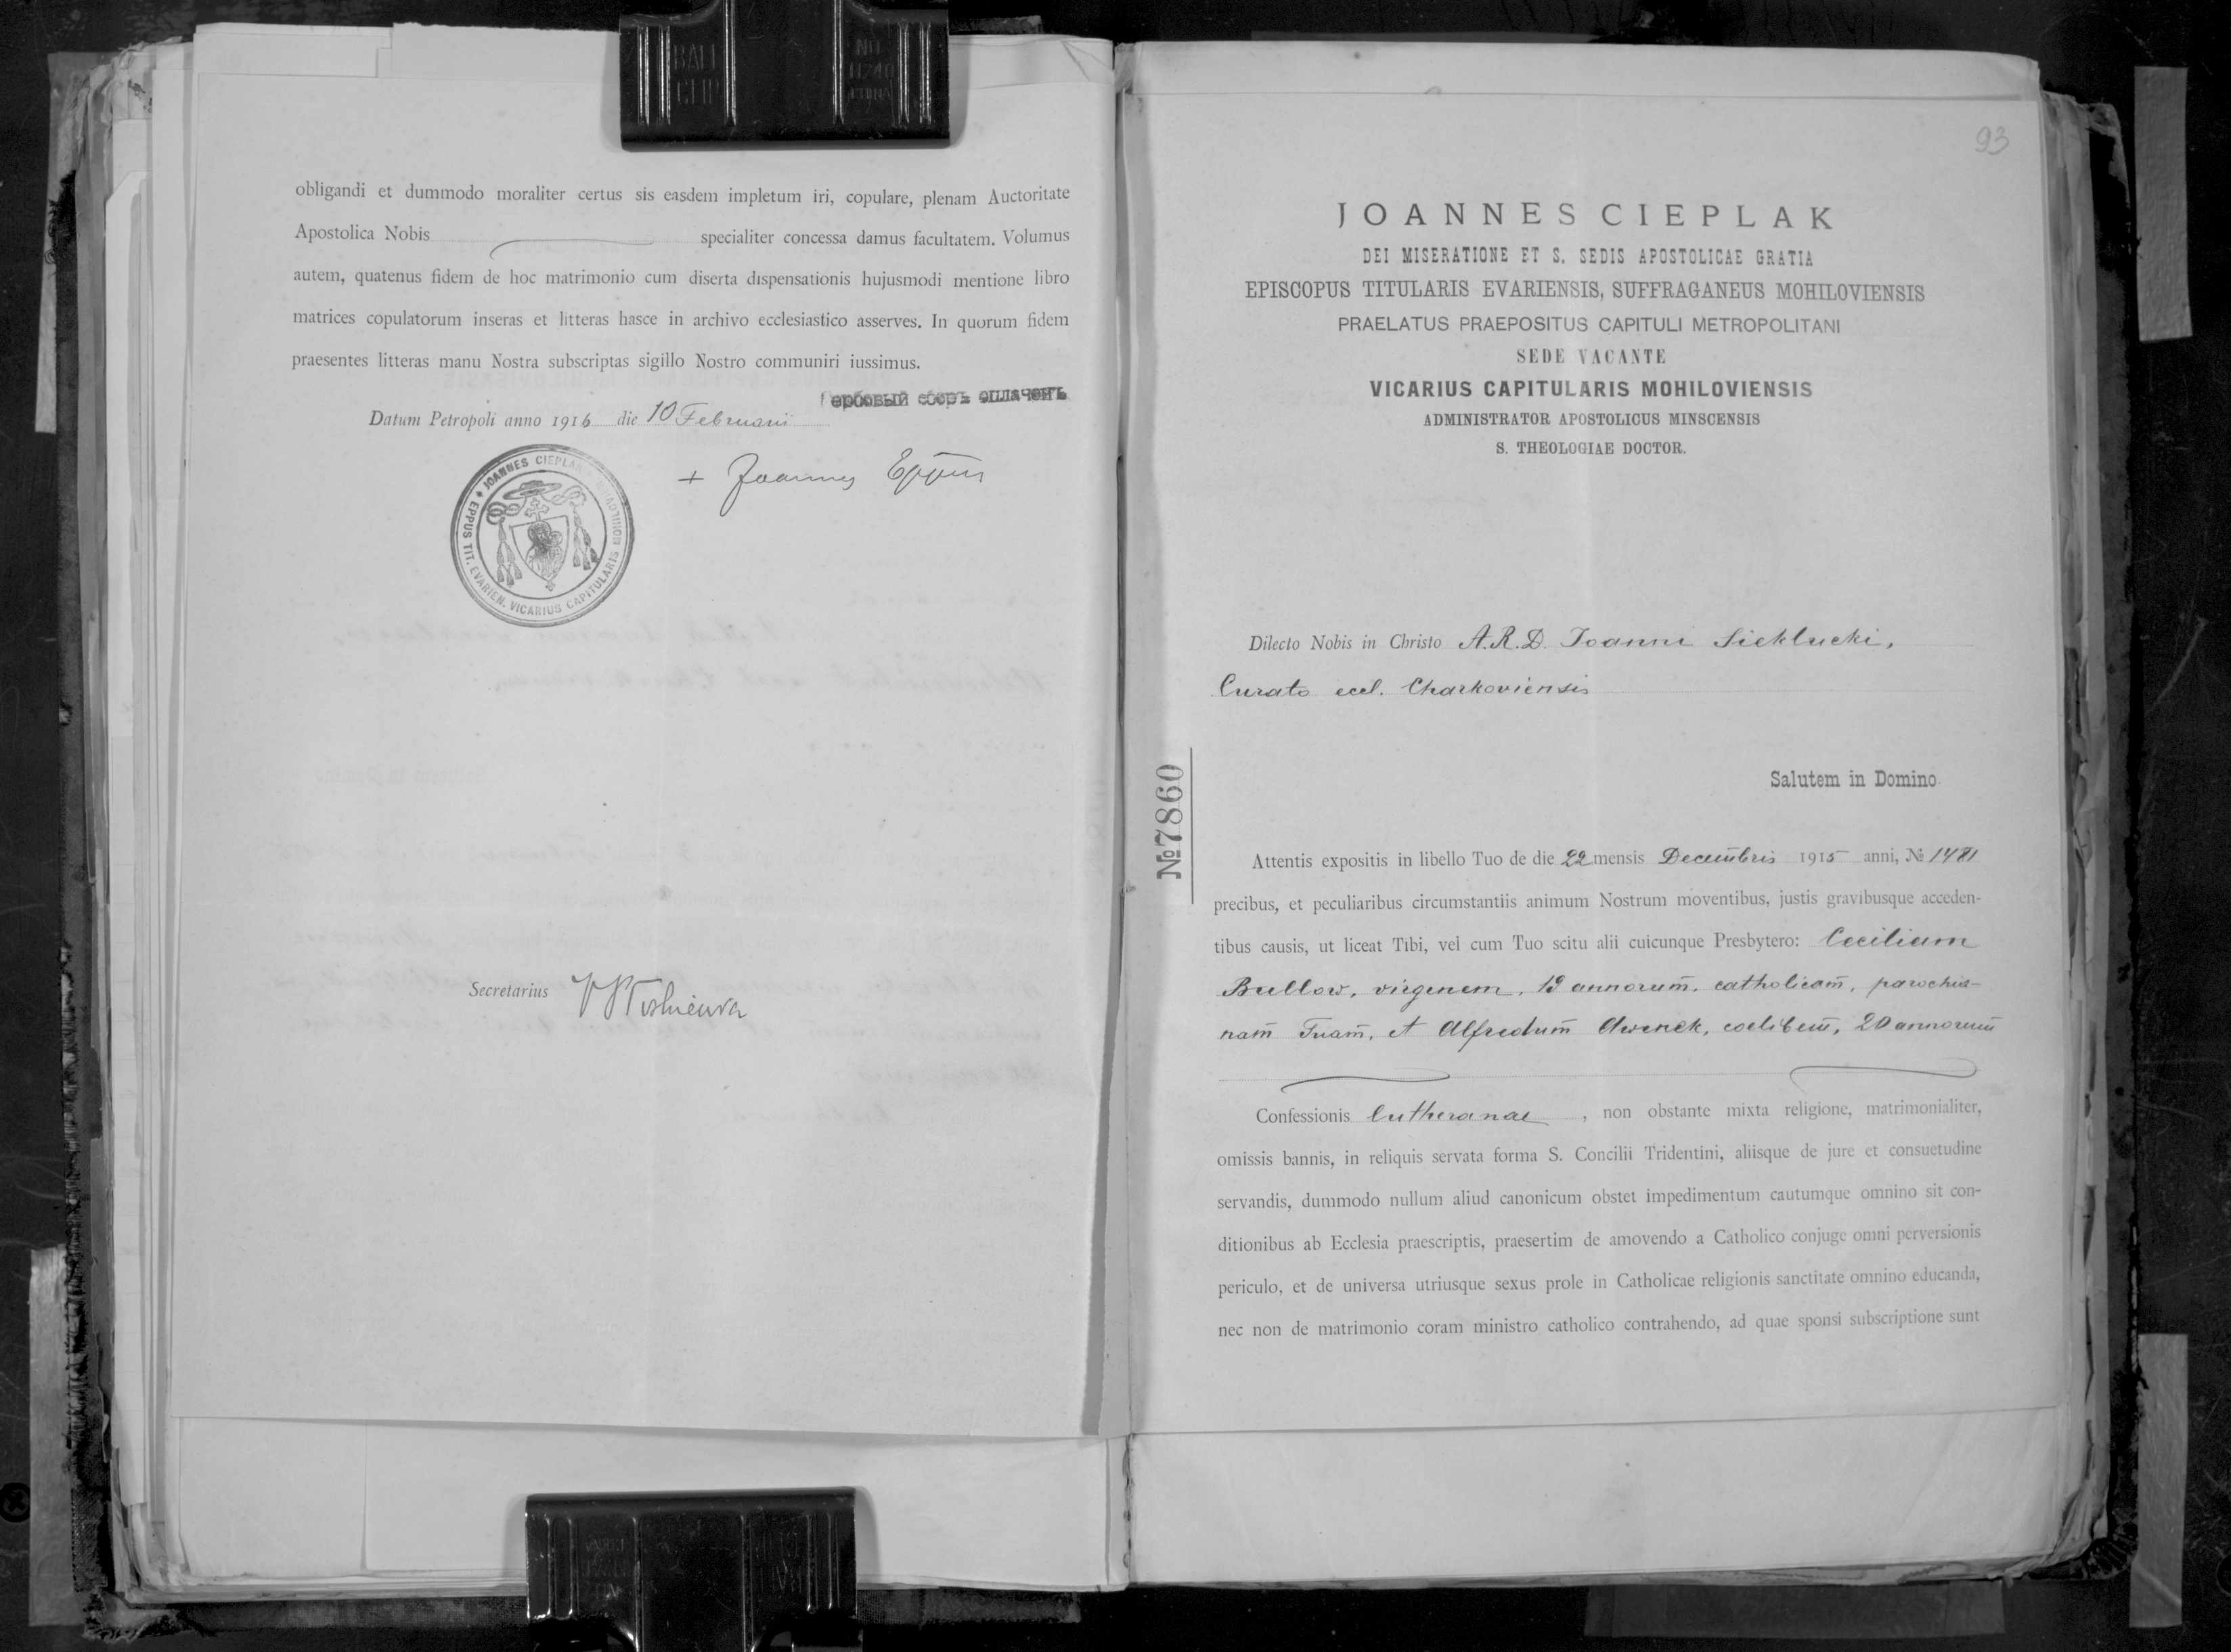 obligandi et dummodo moraliter certus sis easdem impletum iri, copulare, plenam Auctoritate
Apostolica Nobis specialiter concessa damus facultatem. Volumus
autem, quatenus fidem de hoc matrimonio cum diserta dispensationis hujusmodi mentione libro
matrices copulatorum inseras et litteras hasce in archivo ecclesiastico asserves. In quorum fidem
praesentes litteras manu Nostra subscriptas sigillo Nostro communiri iussimus.
Гербовый сборъ оплаченъ
Datum Petropoli anno 1916 die 10 Februarii
+ Joannes Eppus
JOANNES CIEPLAK EPPUS TIT. EVARIEN. VICARIUS CAPITULARIS MOHILOVIEN
Secretarius
93
JOANNES CIEPLAK
DEI MISERATIONE ET S. SEDIS APOSTOLICAE GRATIA
EPISCOPUS TITULARIS EVARIENSIS, SUFFRAGANEUS MOHILOVIENSIS
PRAELATUS PRAEPOSITUS CAPITULI METROPOLITANI
SEDE VACANTE
VICARIUS CAPITULARIS MOHILOVIENSIS
ADMINISTRATOR APOSTOLICUS MINSCENSIS
S. THEOLOGIAE DOCTOR.
Dilecto Nobis in Christo A.R.D. Joanni Sieklucki,
Curato eccl. Charkoviensis
Salutem in Domino
№7860
Attentis expositis in libello Tuo de die 22 mensis Decembris 1915 anni, № 1481
precibus, et peculiaribus circumstantiis animum Nostrum moventibus, justis gravibusque acceden-
tibus causis, ut liceat Tibi, vel cum Tuo scitu alii cuicunque Presbytero: Ceciliam
Bullow, virginem, 19 annorum, catholicam, parochia-
nam Tuam, et Alfredum Awenek, coelibem, 20 annorum
Confessionis lutheranae, non obstante mixta religione, matrimonialiter,
omissis bannis, in reliquis servata forma S. Concilii Tridentini, aliisque de jure et consuetudine
servandis, dummodo nullum aliud canonicum obstet impedimentum cautumque omnino sit con-
ditionibus ab Ecclesia praescriptis, praesertim de amovendo a Catholico conjuge omni perversionis
periculo, et de universa utriusque sexus prole in Catholicae religionis sanctitate omnino educanda,
nec non de matrimonio coram ministro catholico contrahendo, ad quae sponsi subscriptione sunt